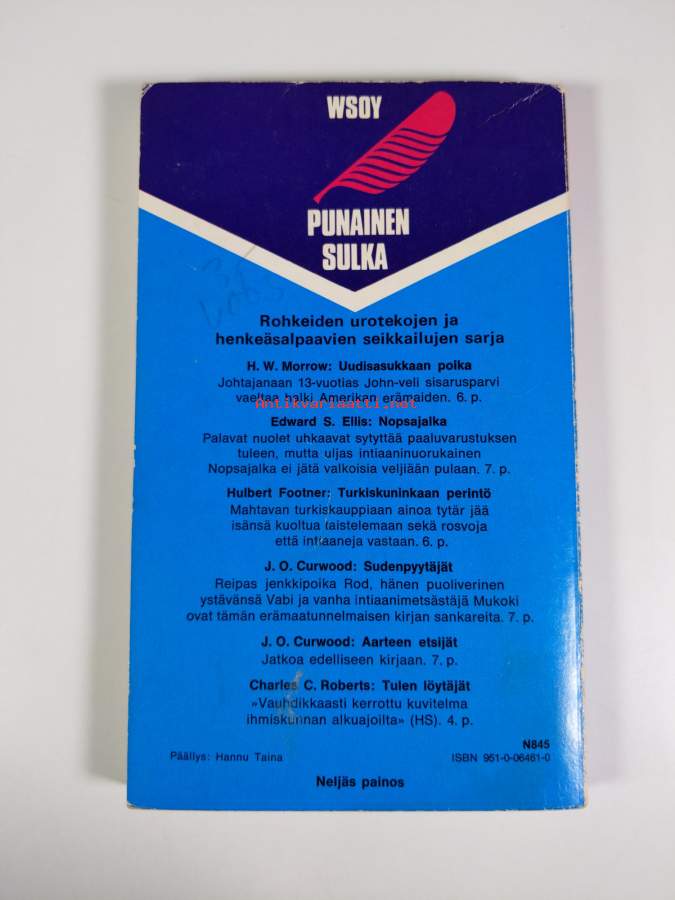 WSOY
PUNAINEN
SULKA
Rohkeiden urotekojen ja
henkeäsalpaavien seikkailujen sarja
H. W. Morrow: Uudisasukkaan polka
Johtajanaan 13-vuotias John-veli sisarusparvi
vaeltaa halki Amerikan erämaiden. 6. p.
Antikvariaatti.net
Edward S. Ellis: Nopsajalka
Palavat nuolet uhkaavat sytyttää paaluvarustuksen
tuleen, mutta uljas intiaaninuorukainen
Nopsajalka ei jätä valkoisia veljiään pulaan. 7. p.
Hulbert Footner: Turkiskuninkaan perintö
Mahtavan turkiskauppiaan ainoa tytär jää
isänsä kuoltua taistelemaan sekä rosvoja
että intiaaneja vastaan. 6. p.
J. O. Curwood: Sudenpyytäjät
Reipas jenkkipoika Rod, hänen puoliverinen
ystävänsä Vabi ja vanha intiaanimetsästäjä Mukoki
ovat tämän erämaatunnelmaisen kirjan sankareita. 7. p.
J. O. Curwood: Aarteen etsijät
Jatkoa edelliseen kirjaan. 7. p.
Charles C. Roberts: Tulen löytäjät
»Vauhdikkaasti kerrottu kuvitelma
ihmiskunnan alkuajoilta» (HS). 4. p.
N845
Päällys: Hannu Taina
ISBN 951-0-06461-0
Neljäs painos